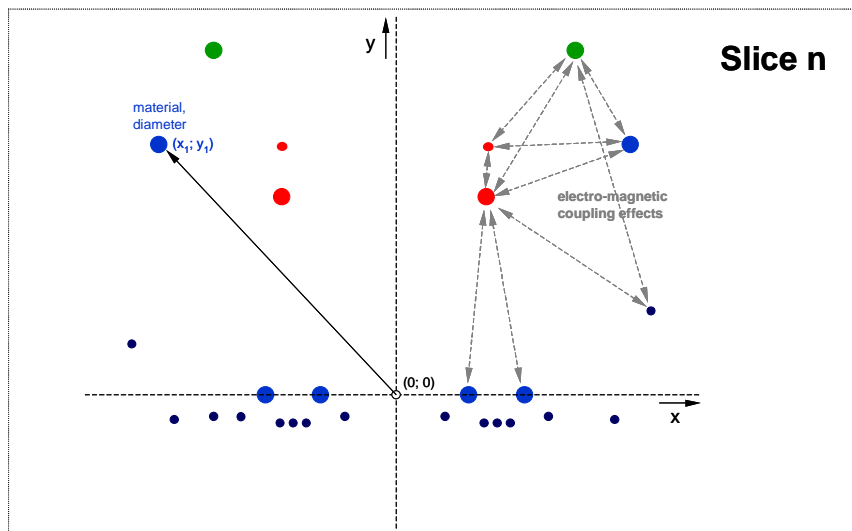 y
Slice n
material,
diameter
(x1; y1)
electro-magnetic
coupling effects
(0; 0)
x